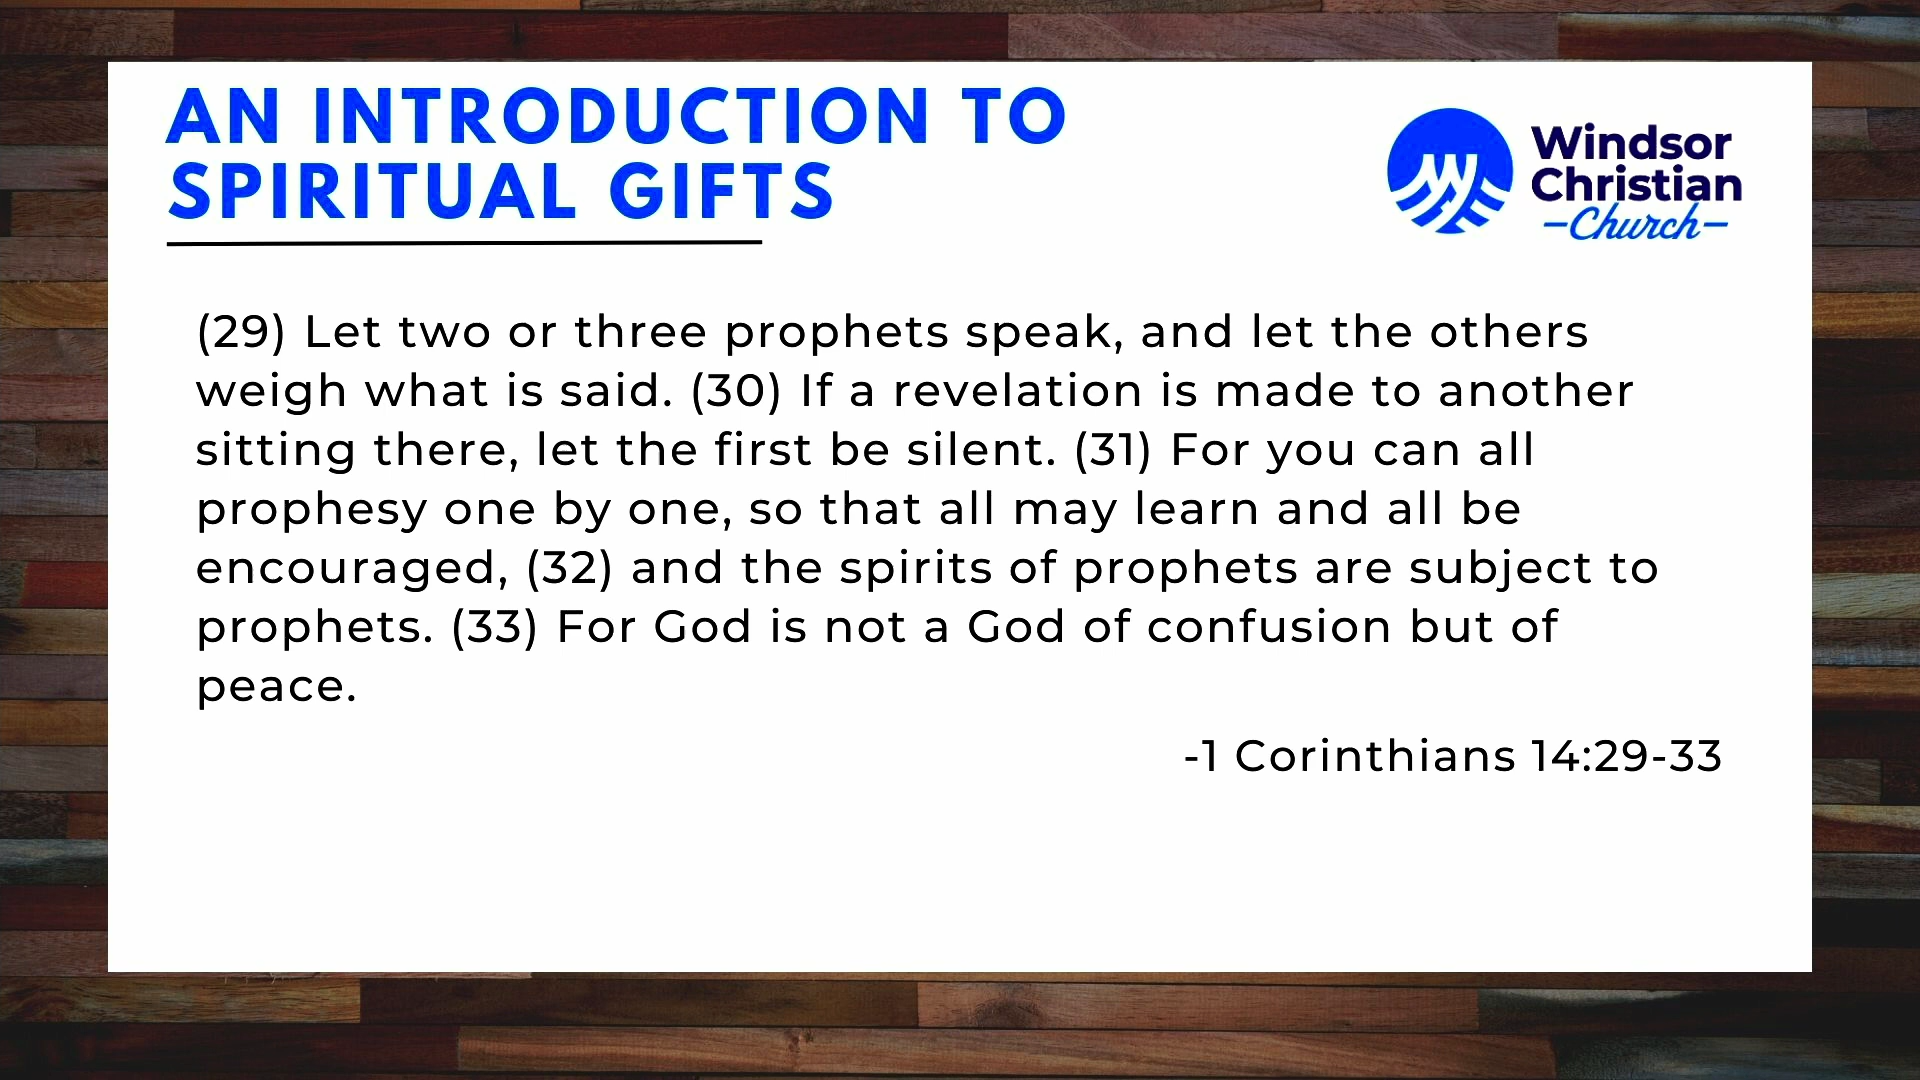 AN INTRODUCTION TO
SPIRITUAL GIFTS
Windsor
Christian
-Church-
(29) Let two or three prophets speak, and let the others
weigh what is said. (30) If a revelation is made to another
sitting there, let the first be silent. (31) For you can all
prophesy one by one, so that all may learn and all be
encouraged, (32) and the spirits of prophets are subject to
prophets. (33) For God is not a God of confusion but of
peace.
-1 Corinthians 14:29-33